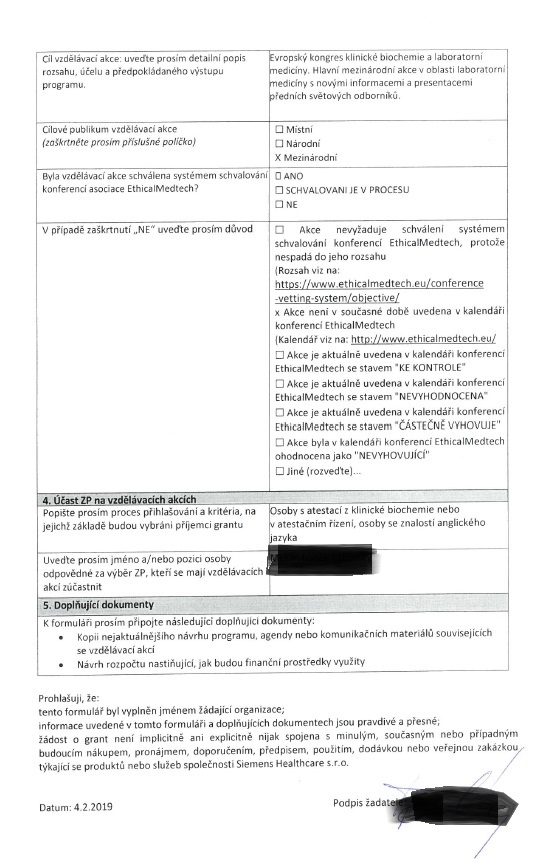 Cíl vzdělávací akce: uveďte prosím detailní popis
rozsahu, účelu a předpokládaného výstupu
programu.
Evropský kongres klinické biochemie a laboratorní
medicíny. Hlavní mezinárodní akce v oblasti laboratorní
medicíny s novými informacemi a presentacemi
předních světových odborníků.
Cílové publikum vzdělávací akce
(zaškrtněte prosím příslušné políčko)
☐ Místní
☐ Národní
X Mezinárodní
Byla vzdělávací akce schválena systémem schvalování
konferencí asociace EthicalMedtech?
☐ ANO
☐ SCHVALOVANI JE V PROCESU
☐ NE
V případě zaškrtnutí „NE" uveďte prosím důvod
☐ Akce nevyžaduje schválení systémem
schvalování konferencí EthicalMedtech, protože
nespadá do jeho rozsahu
(Rozsah viz na:
https://www.ethicalmedtech.eu/conference
-vetting-system/objective/
x Akce není v současné době uvedena v kalendáři
konferencí EthicalMedtech
(Kalendář viz na: http://www.ethicalmedtech.eu/
☐ Akce je aktuálně uvedena v kalendáři konferencí
EthicalMedtech se stavem "KE KONTROLE"
☐ Akce je aktuálně uvedena v kalendáři konferencí
EthicalMedtech se stavem "NEVYHODNOCENA"
☐ Akce je aktuálně uvedena v kalendáři konferencí
EthicalMedtech se stavem "ČÁSTEČNĚ VYHOVUJE"
☐ Akce byla v kalendáři konferencí EthicalMedtech
ohodnocena jako "NEVYHOVUJÍCÍ"
☐ Jiné (rozveďte)...
4. Účast ZP na vzdělávacích akcích
Popište prosím proces přihlašování a kritéria, na
jejichž základě budou vybráni příjemci grantu
Osoby s atestací z klinické biochemie nebo
v atestačním řízení, osoby se znalostí anglického
jazyka
Uveďte prosím jméno a/nebo pozici osoby
odpovědné za výběr ZP, kteří se mají vzdělávacích
akcí zúčastnit
5. Doplňující dokumenty
K formuláři prosím připojte následující doplňující dokumenty:
• Kopii nejaktuálnějšího návrhu programu, agendy nebo komunikačních materiálů souvisejících
se vzdělávací akcí
• Návrh rozpočtu nastiňující, jak budou finanční prostředky využity
Prohlašuji, že:
tento formulář byl vyplněn jménem žádající organizace;
informace uvedené v tomto formuláři a doplňujících dokumentech jsou pravdivé a přesné;
žádost o grant není implicitně ani explicitně nijak spojena s minulým, současným nebo případným
budoucím nákupem, pronájmem, doporučením, předpisem, použitím, dodávkou nebo veřejnou zakázkou
týkající se produktů nebo služeb společnosti Siemens Healthcare s.r.o.
Datum: 4.2.2019
Podpis žadatele